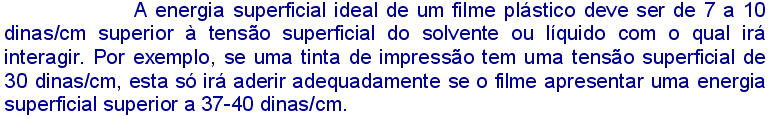 A energia superficial ideal de um filme plástico deve ser de 7 a 10
dinas/cm superior à tensão superficial do solvente ou líquido com o qual irá
interagir. Por exemplo, se uma tinta de impressão tem uma tensão superficial de
30 dinas/cm, esta só irá aderir adequadamente se o filme apresentar uma energia
superficial superior a 37-40 dinas/cm.